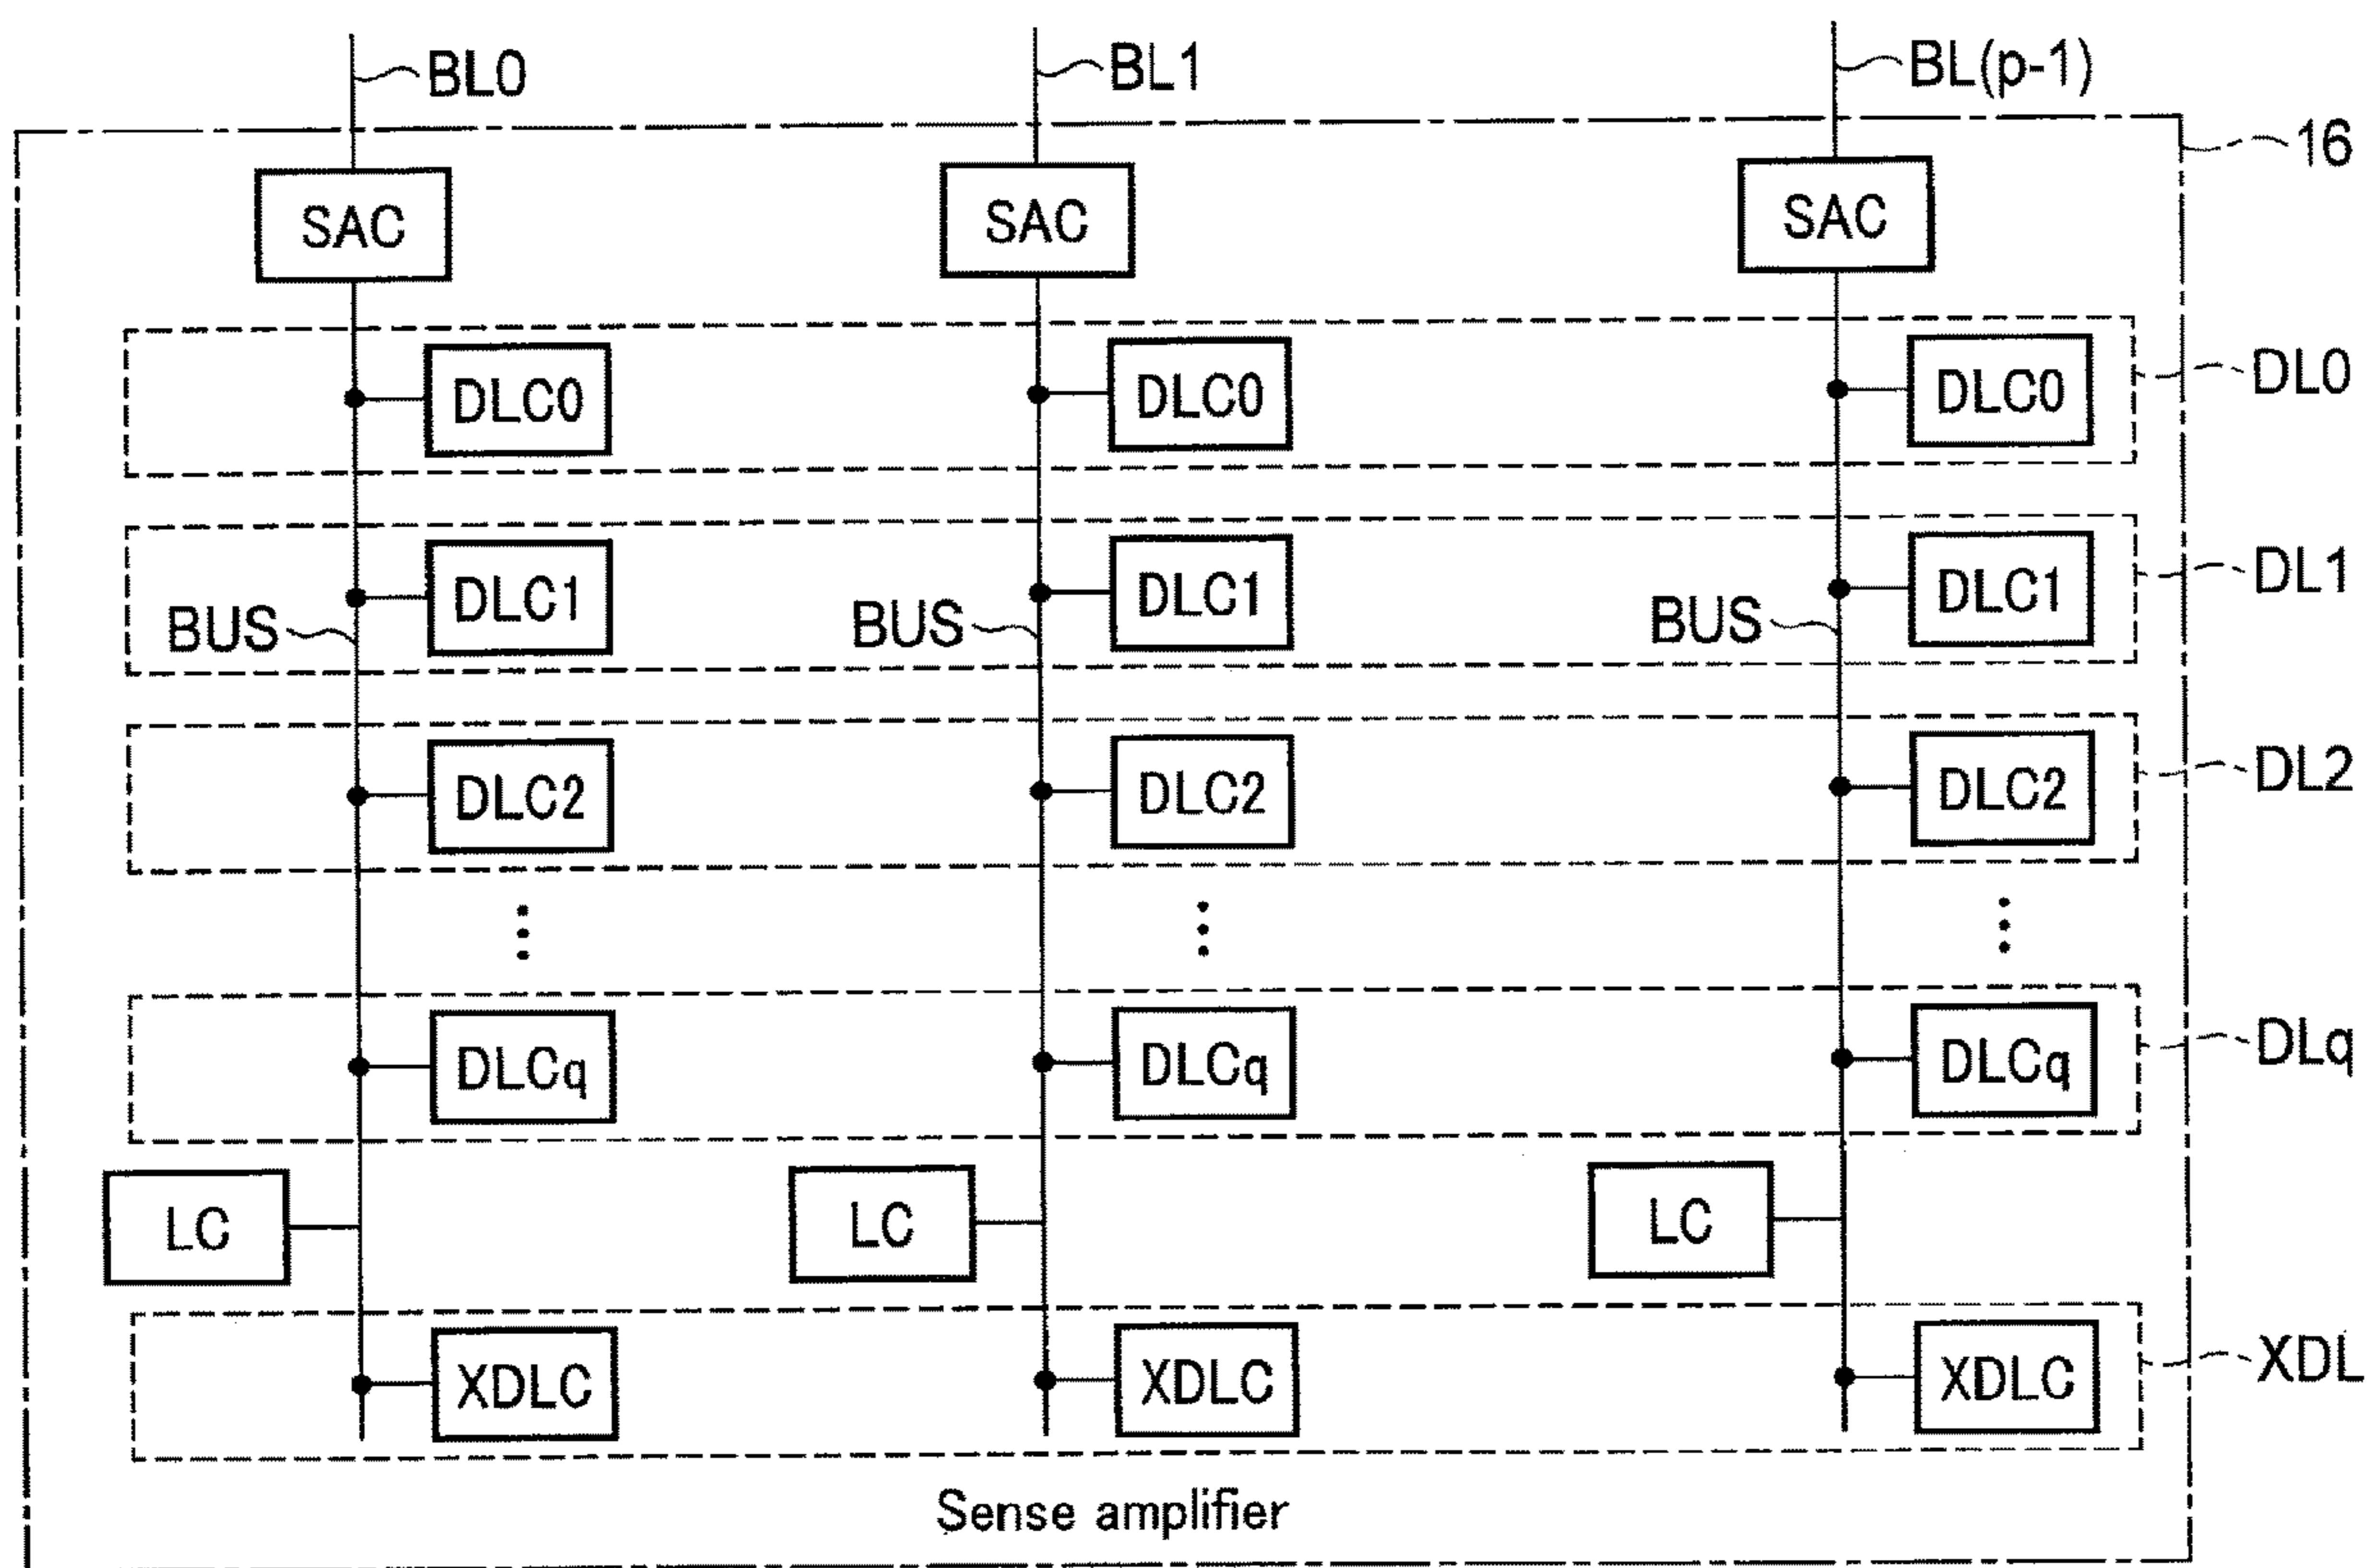 BL0 BL1 BL(p-1)
16
SAC SAC SAC
DLC0 DLC0 DLC0 DL0
DLC1 DLC1 DLC1 DL1
BUS BUS BUS
DLC2 DLC2 DLC2 DL2
DLCq DLCq DLCq DLq
LC LC LC
XDLC XDLC XDLC XDL
Sense amplifier